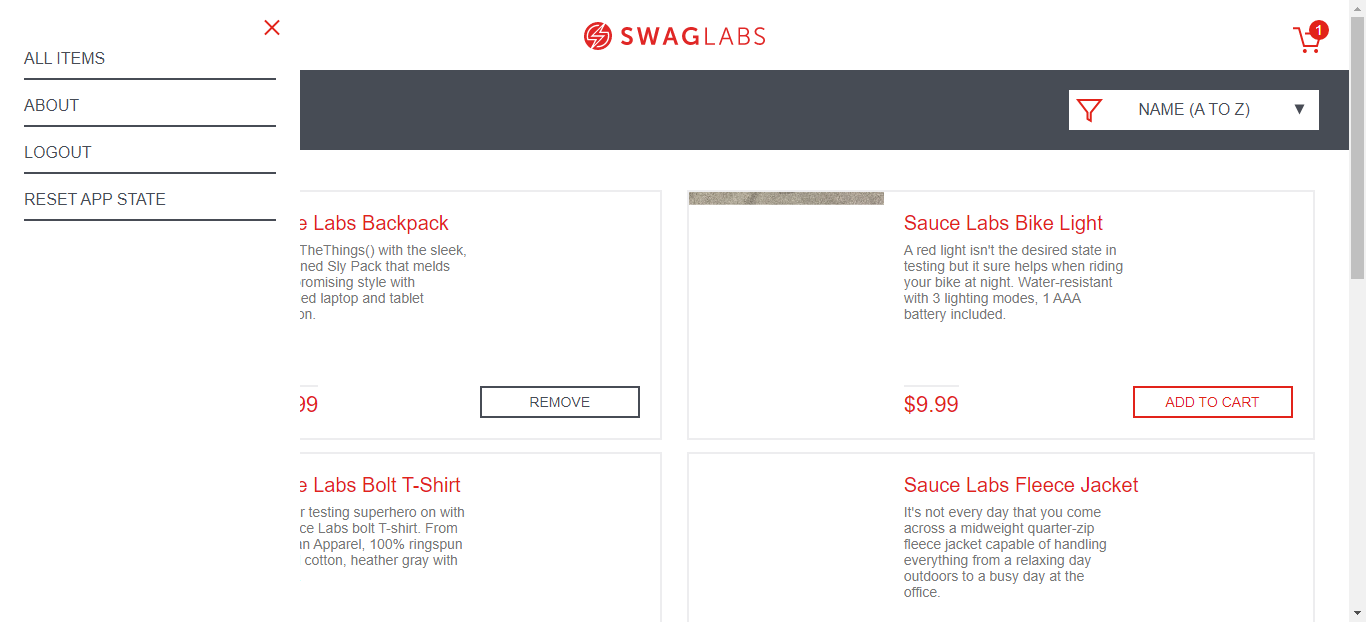 ALL ITEMS
ABOUT
LOGOUT
RESET APP STATE
SWAGLABS
1
NAME (A TO Z)
e Labs Backpack
TheThings() with the sleek,
ned Sly Pack that melds
romising style with
ed laptop and tablet
on.
99
REMOVE
Sauce Labs Bike Light
A red light isn't the desired state in
testing but it sure helps when riding
your bike at night. Water-resistant
with 3 lighting modes, 1 AAA
battery included.
$9.99
ADD TO CART
e Labs Bolt T-Shirt
r testing superhero on with
ce Labs bolt T-shirt. From
an Apparel, 100% ringspun
cotton, heather gray with
Sauce Labs Fleece Jacket
It's not every day that you come
across a midweight quarter-zip
fleece jacket capable of handling
everything from a relaxing day
outdoors to a busy day at the
office.